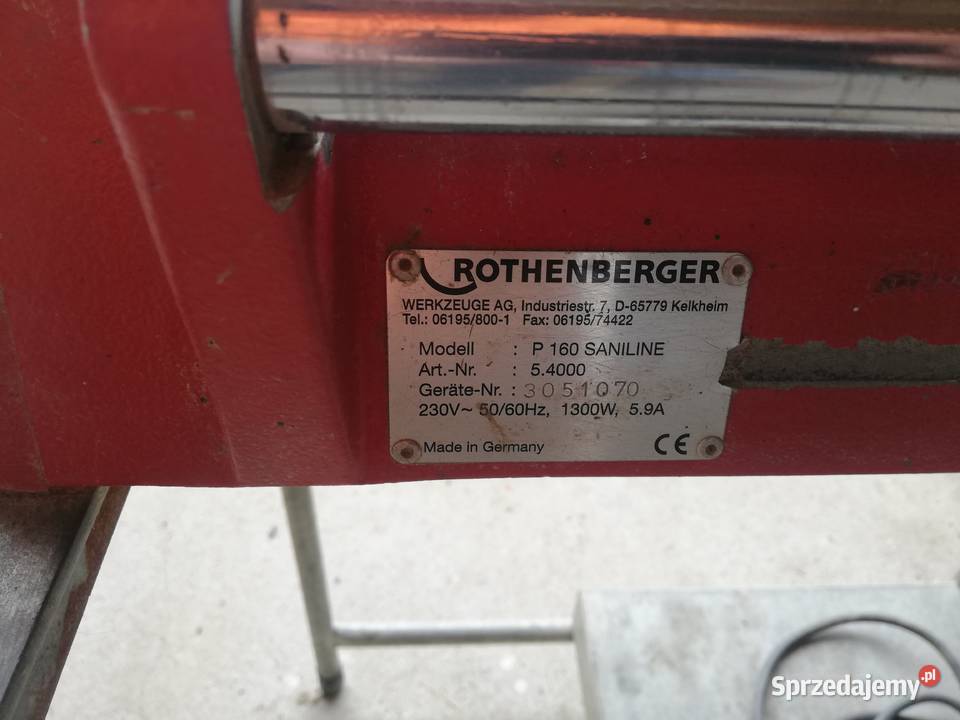 ROTHENBERGER
WERKZEUGE AG, Industriestr. 7, D-65779 Kelkheim
Tel.: 06195/800-1 Fax: 06195/74422
Modell : P 160 SANILINE
Art.-Nr. : 5.4000
Geräte-Nr. : 3051070
230V~ 50/60Hz, 1300W, 5.9A
Made in Germany CE
Sprzedajemy.pl